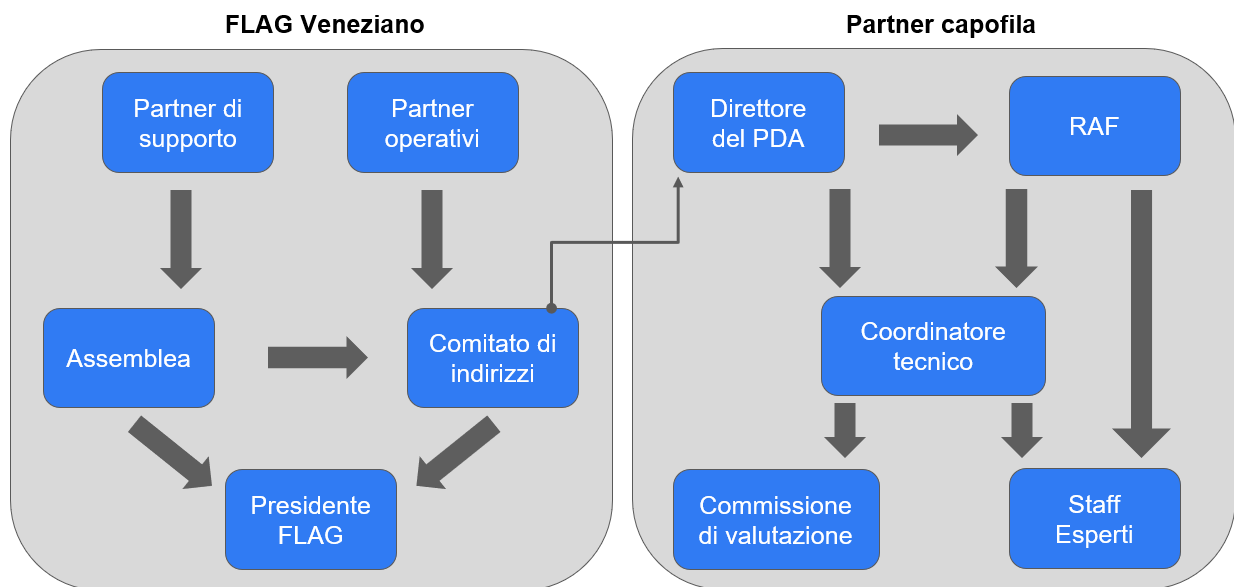 FLAG Veneziano
Partner di
supporto
Partner
operativi
Assemblea
Comitato di
indirizzi
Presidente
FLAG
Partner capofila
Direttore
del PDA
RAF
Coordinatore
tecnico
Commissione
di valutazione
Staff
Esperti